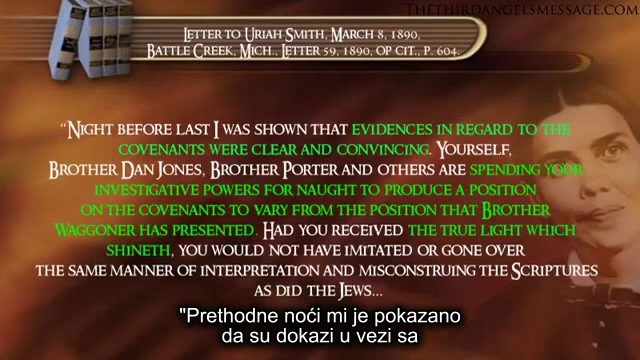 TheThirdAngelsMessage.com
Letter to Uriah Smith, March 8, 1890,
Battle Creek, Mich., Letter 59, 1890, op cit., p. 604.
“Night before last I was shown that evidences in regard to the
covenants were clear and convincing. Yourself,
Brother Dan Jones, Brother Porter and others are spending your
investigative powers for naught to produce a position
on the covenants to vary from the position that Brother
Waggoner has presented. Had you received the true light which
shineth, you would not have imitated or gone over
the same manner of interpretation and misconstruing the Scriptures
as did the Jews...
"Prethodne noći mi je pokazano
da su dokazi u vezi sa